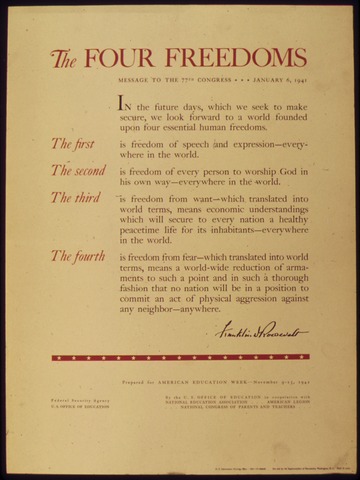 The FOUR FREEDOMS
MESSAGE TO THE 77TH CONGRESS • • • JANUARY 6, 1941
IN the future days, which we seek to make
secure, we look forward to a world founded
upon four essential human freedoms.
The first is freedom of speech and expression—every-
where in the world.
The second is freedom of every person to worship God in
his own way—everywhere in the world.
The third is freedom from want—which translated into
world terms, means economic understandings
which will secure to every nation a healthy
peacetime life for its inhabitants—everywhere
in the world.
The fourth is freedom from fear—which translated into world
terms, means a world-wide reduction of arma-
ments to such a point and in such a thorough
fashion that no nation will be in a position to
commit an act of physical aggression against
any neighbor—anywhere.
Franklin D Roosevelt
Prepared for AMERICAN EDUCATION WEEK—November 9-15, 1941
Federal Security Agency
U.S OFFICE OF EDUCATION
by the U. S OFFICE OF EDUCATION in cooperation with
NATIONAL EDUCATION ASSOCIATION AMERICAN LEGION
NATIONAL CONGRESS OF PARENTS AND TEACHERS